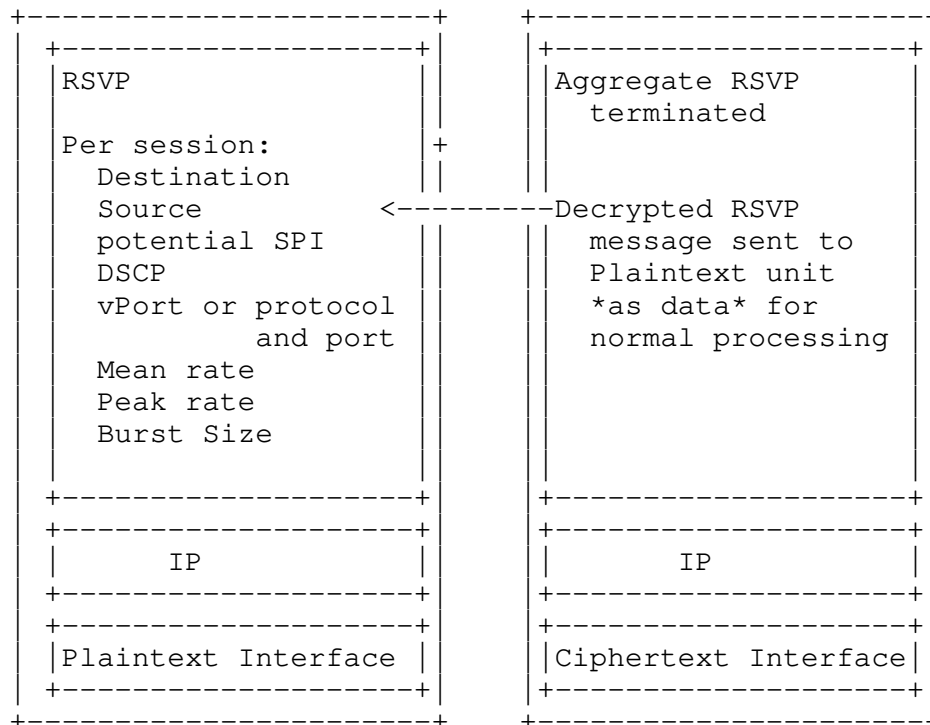 RSVP
Aggregate RSVP
terminated
Per session:
Destination
Source
Decrypted RSVP
potential SPI
message sent to
DSCP
Plaintext unit
vPort or protocol
*as data* for
and port
normal processing
Mean rate
Peak rate
Burst Size
IP
IP
Plaintext Interface
Ciphertext Interface